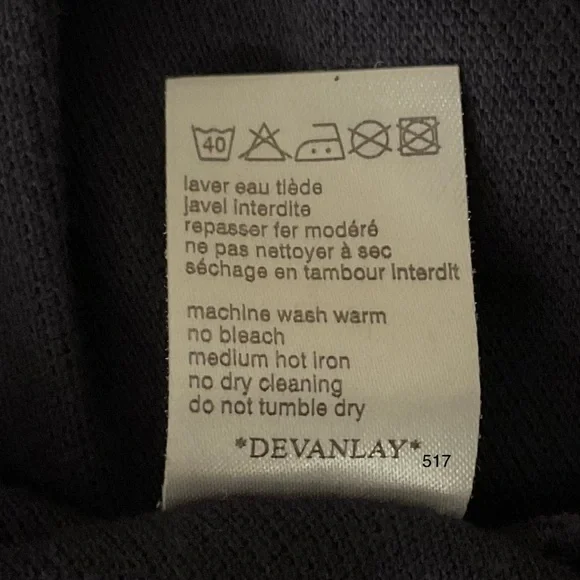 40
laver eau tiède
javel interdite
repasser fer modéré
ne pas nettoyer à sec
séchage en tambour interdit
machine wash warm
no bleach
medium hot iron
no dry cleaning
do not tumble dry
*DEVANLAY*
517